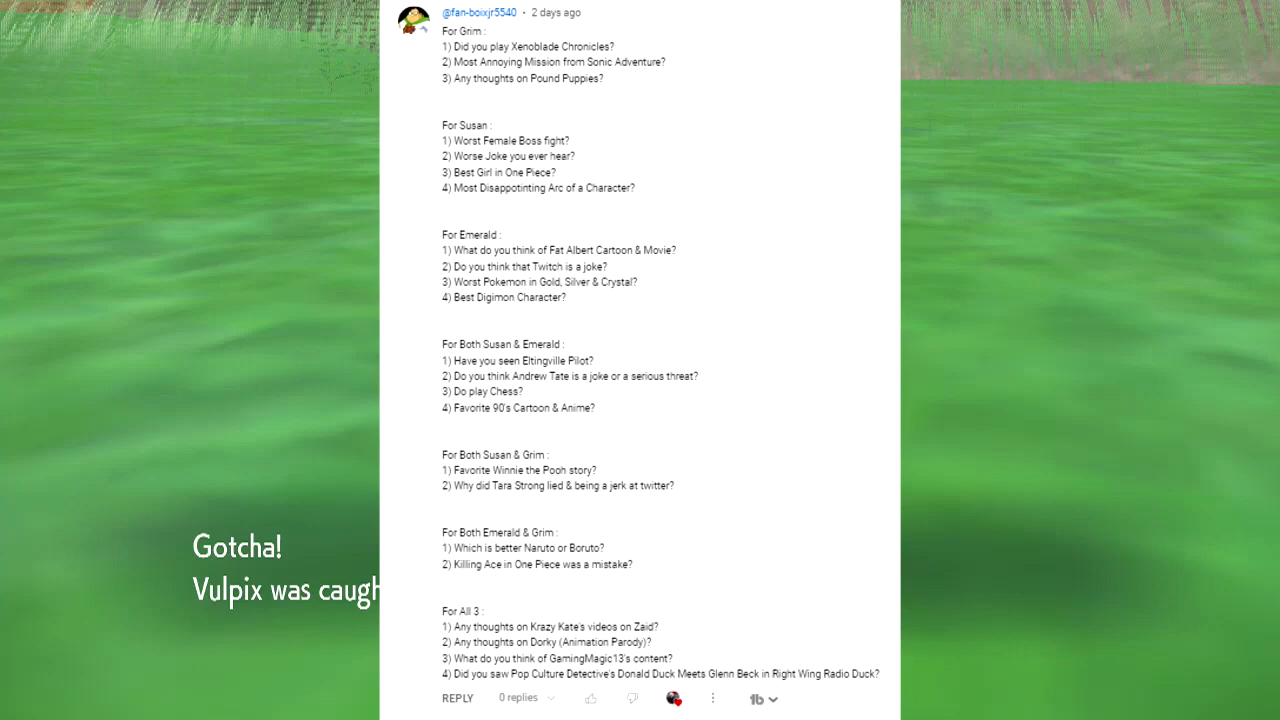 @fan-boixjr5540 • 2 days ago
For Grim :
1) Did you play Xenoblade Chronicles?
2) Most Annoying Mission from Sonic Adventure?
3) Any thoughts on Pound Puppies?
For Susan :
1) Worst Female Boss fight?
2) Worse Joke you ever hear?
3) Best Girl in One Piece?
4) Most Disappotinting Arc of a Character?
For Emerald :
1) What do you think of Fat Albert Cartoon & Movie?
2) Do you think that Twitch is a joke?
3) Worst Pokemon in Gold, Silver & Crystal?
4) Best Digimon Character?
For Both Susan & Emerald :
1) Have you seen Eltingville Pilot?
2) Do you think Andrew Tate is a joke or a serious threat?
3) Do play Chess?
4) Favorite 90's Cartoon & Anime?
For Both Susan & Grim :
1) Favorite Winnie the Pooh story?
2) Why did Tara Strong lied & being a jerk at twitter?
For Both Emerald & Grim :
1) Which is better Naruto or Boruto?
2) Killing Ace in One Piece was a mistake?
For All 3 :
1) Any thoughts on Krazy Kate's videos on Zaid?
2) Any thoughts on Dorky (Animation Parody)?
3) What do you think of GamingMagic13's content?
4) Did you saw Pop Culture Detective's Donald Duck Meets Glenn Beck in Right Wing Radio Duck?
REPLY 0 replies
Gotcha!
Vulpix was caugh